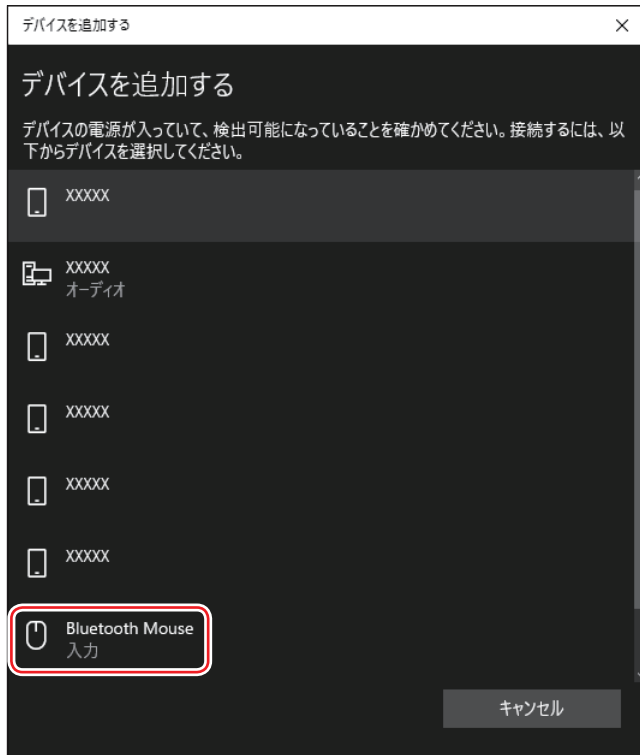 デバイスを追加する
デバイスを追加する
デバイスの電源が入っていて、検出可能になっていることを確かめてください。接続するには、以
下からデバイスを選択してください。
XXXXX
XXXXX
オーディオ
XXXXX
XXXXX
XXXXX
XXXXX
Bluetooth Mouse
入力
キャンセル